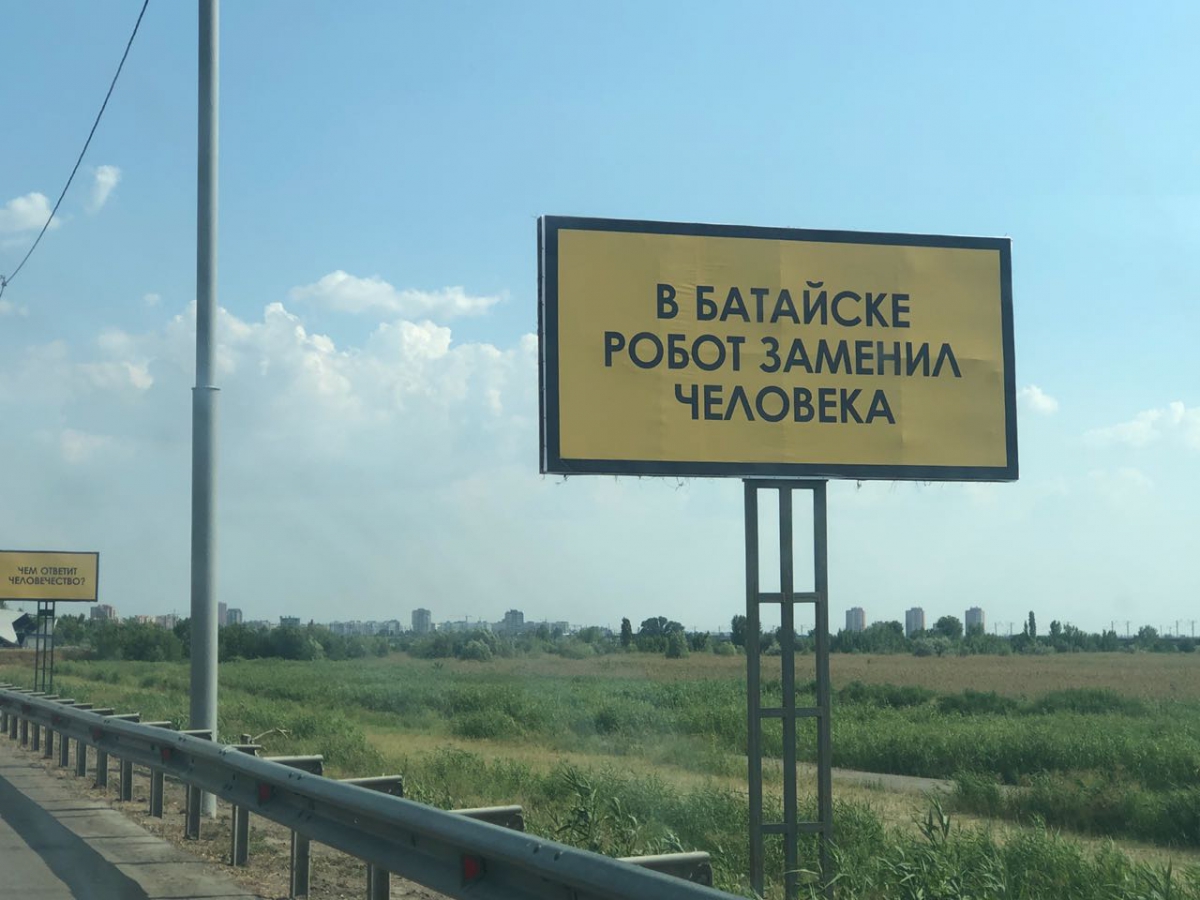 В БАТАЙСКЕ
РОБОТ ЗАМЕНИЛ
ЧЕЛОВЕКА
ЧЕМ ОТВЕТИТ
ЧЕЛОВЕЧЕСТВО?